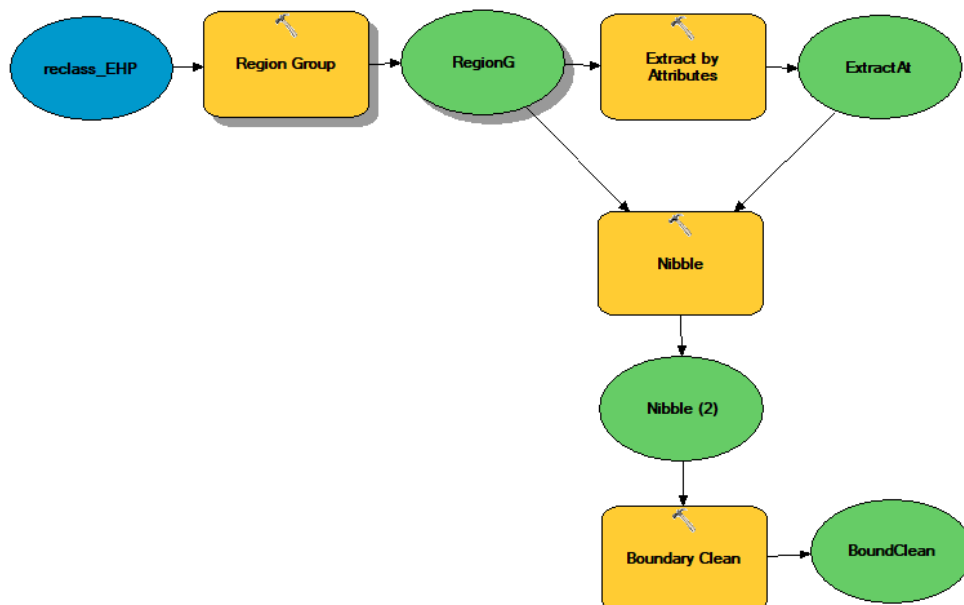 reclass_EHP
Region Group
RegionG
Extract by
Attributes
ExtractAt
Nibble
Nibble (2)
Boundary Clean
BoundClean